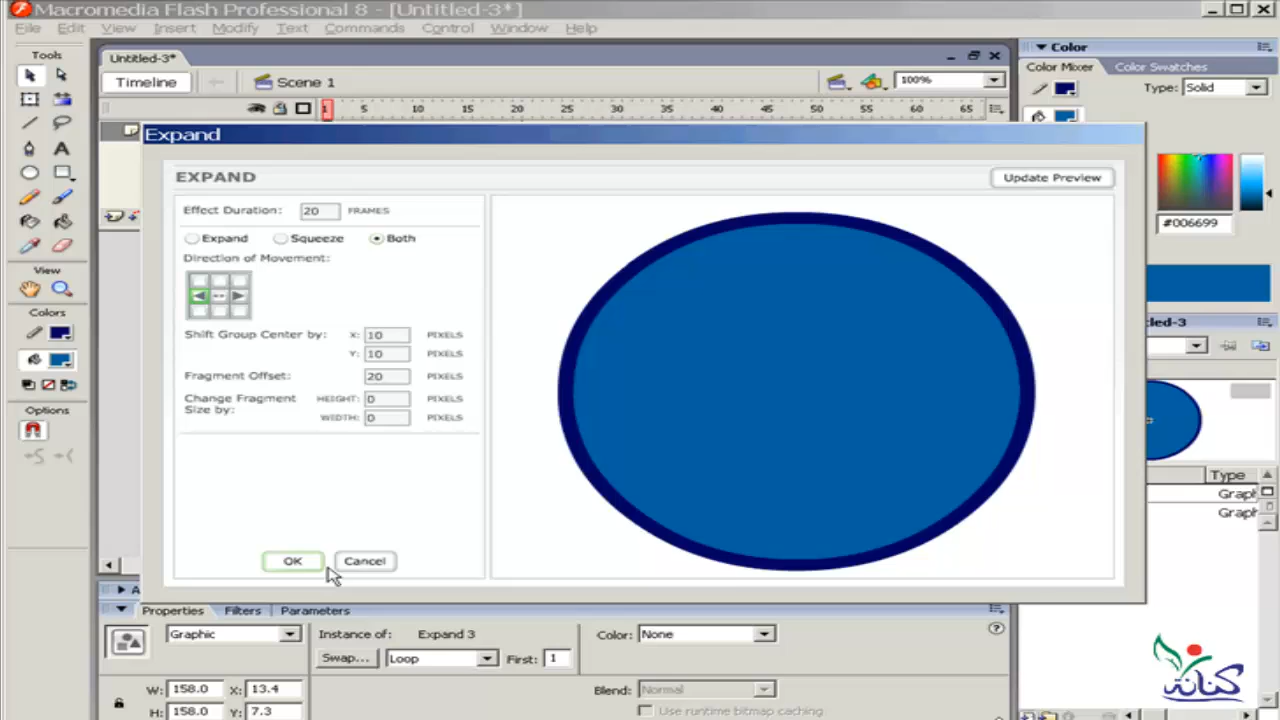 Macromedia Flash Professional 8 - [Untitled-3*]
File Edit View Insert Modify Text Commands Control Window Help
Tools
Untitled-3*
Color
Timeline
Scene 1
100%
Color Mixer
Color Swatches
Type: Solid
1 5 10 15 20 25 30 35 40 45 50 55 60 65
Expand
EXPAND
Update Preview
Effect Duration: 20 FRAMES
Expand Squeeze Both
Direction of Movement:
Shift Group Center by: X: 10 PIXELS
Y: 10 PIXELS
Fragment Offset: 20 PIXELS
Change Fragment Size by: HEIGHT: 0 PIXELS
WIDTH: 0 PIXELS
OK
Cancel
#006699
View
Colors
Options
led-3
Type
Graph
Graph
A
Properties Filters Parameters
Graphic
Instance of: Expand 3
Color: None
Swap...
Loop
First: 1
W: 158.0 X: 13.4
Blend: Normal
H: 158.0 Y: 7.3
Use runtime bitmap caching
كنانة